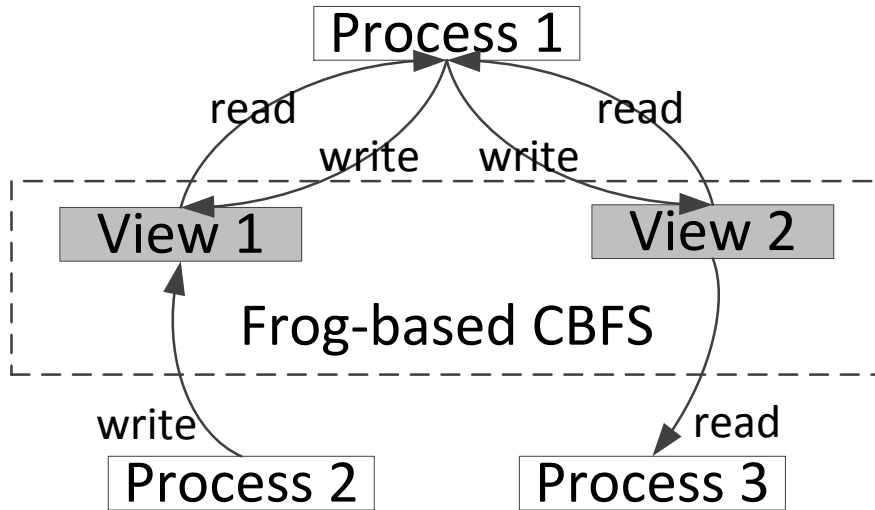 Process 1
read
read
write
write
View 1
View 2
Frog-based CBFS
write
read
Process 2
Process 3